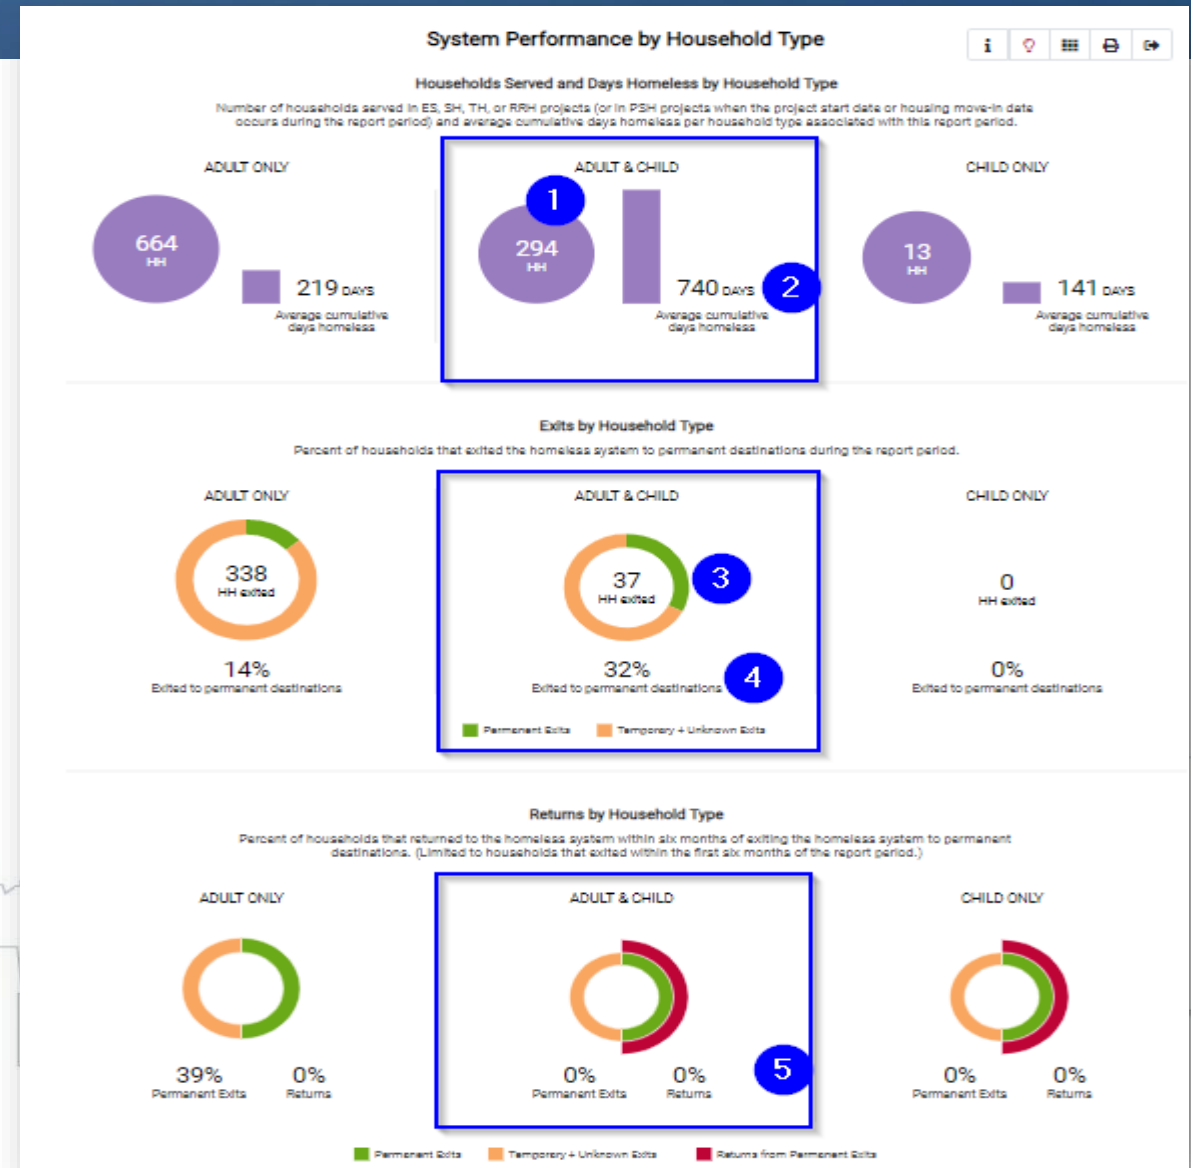 System Performance by Household Type
i
Households Served and Days Homeless by Household Type
Number of households served in ES, SH, TH, or RRH projects (or in PSH projects when the project start date or housing move-in date
occurs during the report period) and average cumulative days homeless per household type associated with this report period.
ADULT ONLY
664
HH
219 DAYS
Average cumulative
days homeless
ADULT & CHILD
1
294
HH
740 DAYS
2
Average cumulative
days homeless
CHILD ONLY
13
HH
141 DAYS
Average cumulative
days homeless
Exits by Household Type
Percent of households that exited the homeless system to permanent destinations during the report period.
ADULT ONLY
338
HH exited
14%
Exited to permanent destinations
ADULT & CHILD
37
HH exited
3
32%
Exited to permanent destinations
4
CHILD ONLY
0
HH exited
0%
Exited to permanent destinations
Permanent Exits
Temporary + Unknown Exits
Returns by Household Type
Percent of households that returned to the homeless system within six months of exiting the homeless system to permanent
destinations. (Limited to households that exited within the first six months of the report period.)
ADULT ONLY
39%
Permanent Exits
0%
Returns
ADULT & CHILD
0%
Permanent Exits
0%
Returns
5
CHILD ONLY
0%
Permanent Exits
0%
Returns
Permanent Exits
Temporary + Unknown Exits
Returns from Permanent Exits